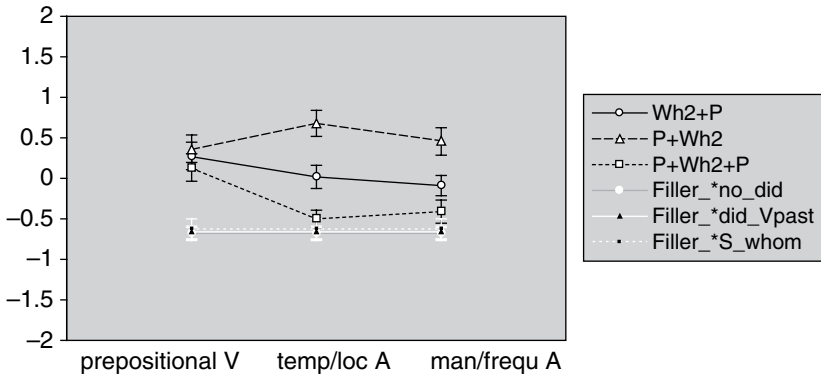 2
1.5
1
0.5
0
–0.5
–1
–1.5
–2
prepositional V temp/loc A man/frequ A
Wh2+P
P+Wh2
P+Wh2+P
Filler_*no_did
Filler_*did_Vpast
Filler_*S_whom